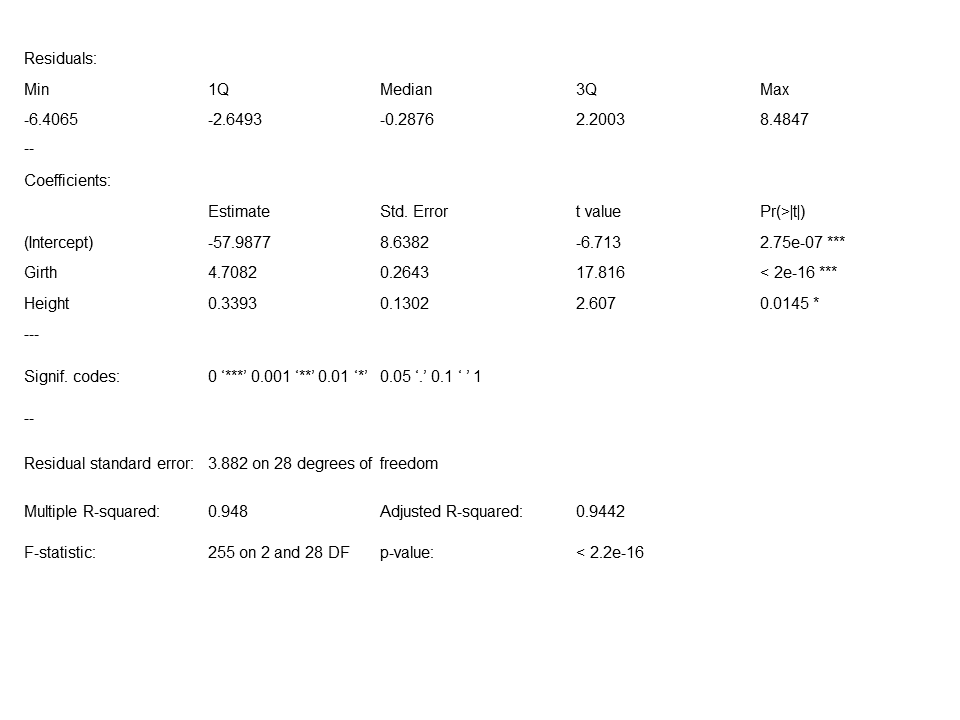 Residuals:
Min 1Q Median 3Q Max
-6.4065 -2.6493 -0.2876 2.2003 8.4847
--
Coefficients:
Estimate Std. Error t value Pr(>|t|)
(Intercept) -57.9877 8.6382 -6.713 2.75e-07 ***
Girth 4.7082 0.2643 17.816 < 2e-16 ***
Height 0.3393 0.1302 2.607 0.0145 *
---
Signif. codes: 0 ‘***’ 0.001 ‘**’ 0.01 ‘*’ 0.05 ‘.’ 0.1 ‘ ’ 1
--
Residual standard error: 3.882 on 28 degrees of freedom
Multiple R-squared: 0.948 Adjusted R-squared: 0.9442
F-statistic: 255 on 2 and 28 DF p-value: < 2.2e-16